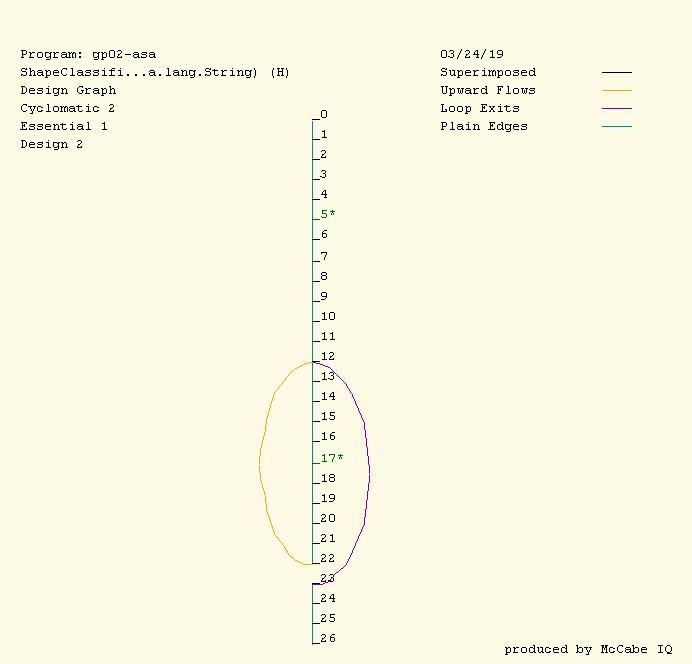 Program: gp02-asa
ShapeClassifi...a.lang.String) (H)
Design Graph
Cyclomatic 2
Essential 1
Design 2
03/24/19
Superimposed
Upward Flows
Loop Exits
Plain Edges
0
1
2
3
4
5*
6
7
8
9
10
11
12
13
14
15
16
17*
18
19
20
21
22
23
24
25
26
produced by McCabe IQ